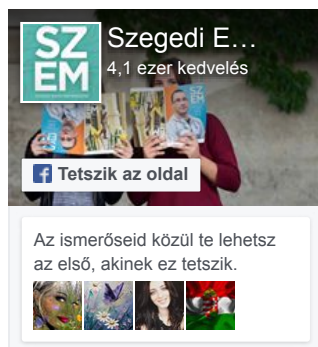 SZ
EM
Szegedi E…
4,1 ezer kedvelés
Tetszik az oldal
Az ismerőseid közül te lehetsz
az első, akinek ez tetszik.